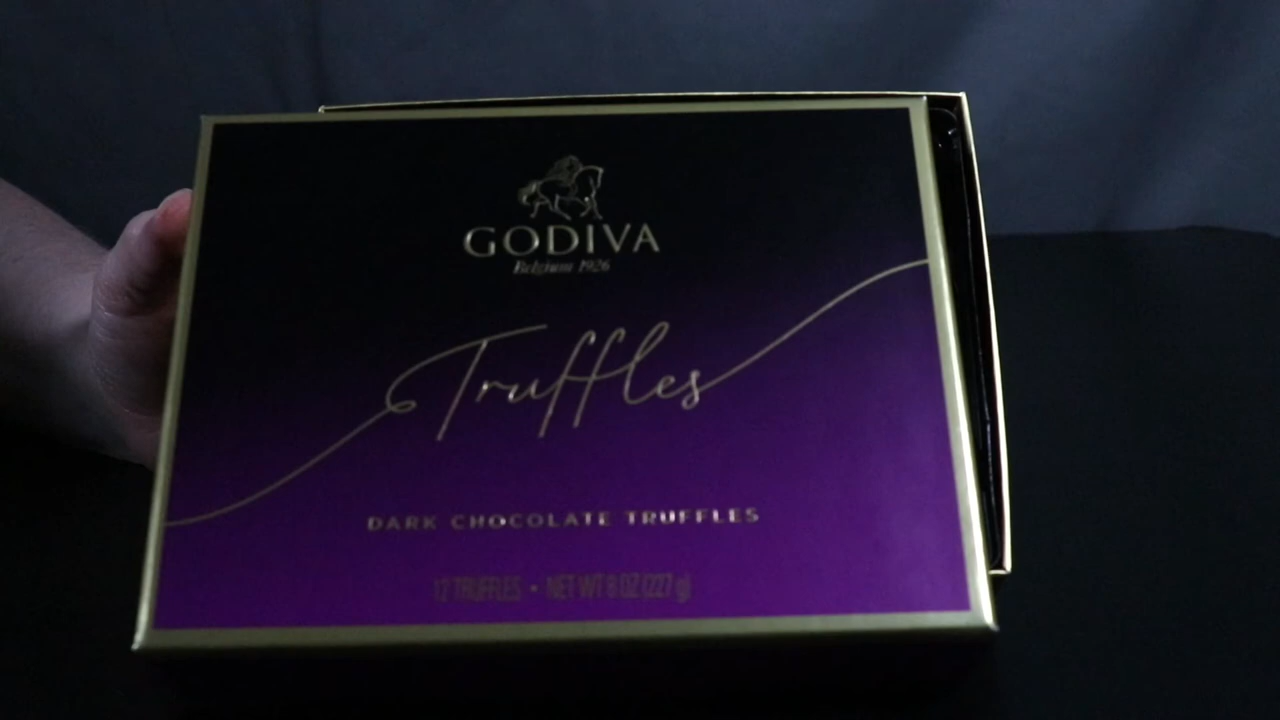 GODIVA
Belgium 1926
Truffles
DARK CHOCOLATE TRUFFLES
12 TRUFFLES • NET WT 8 OZ (227 g)